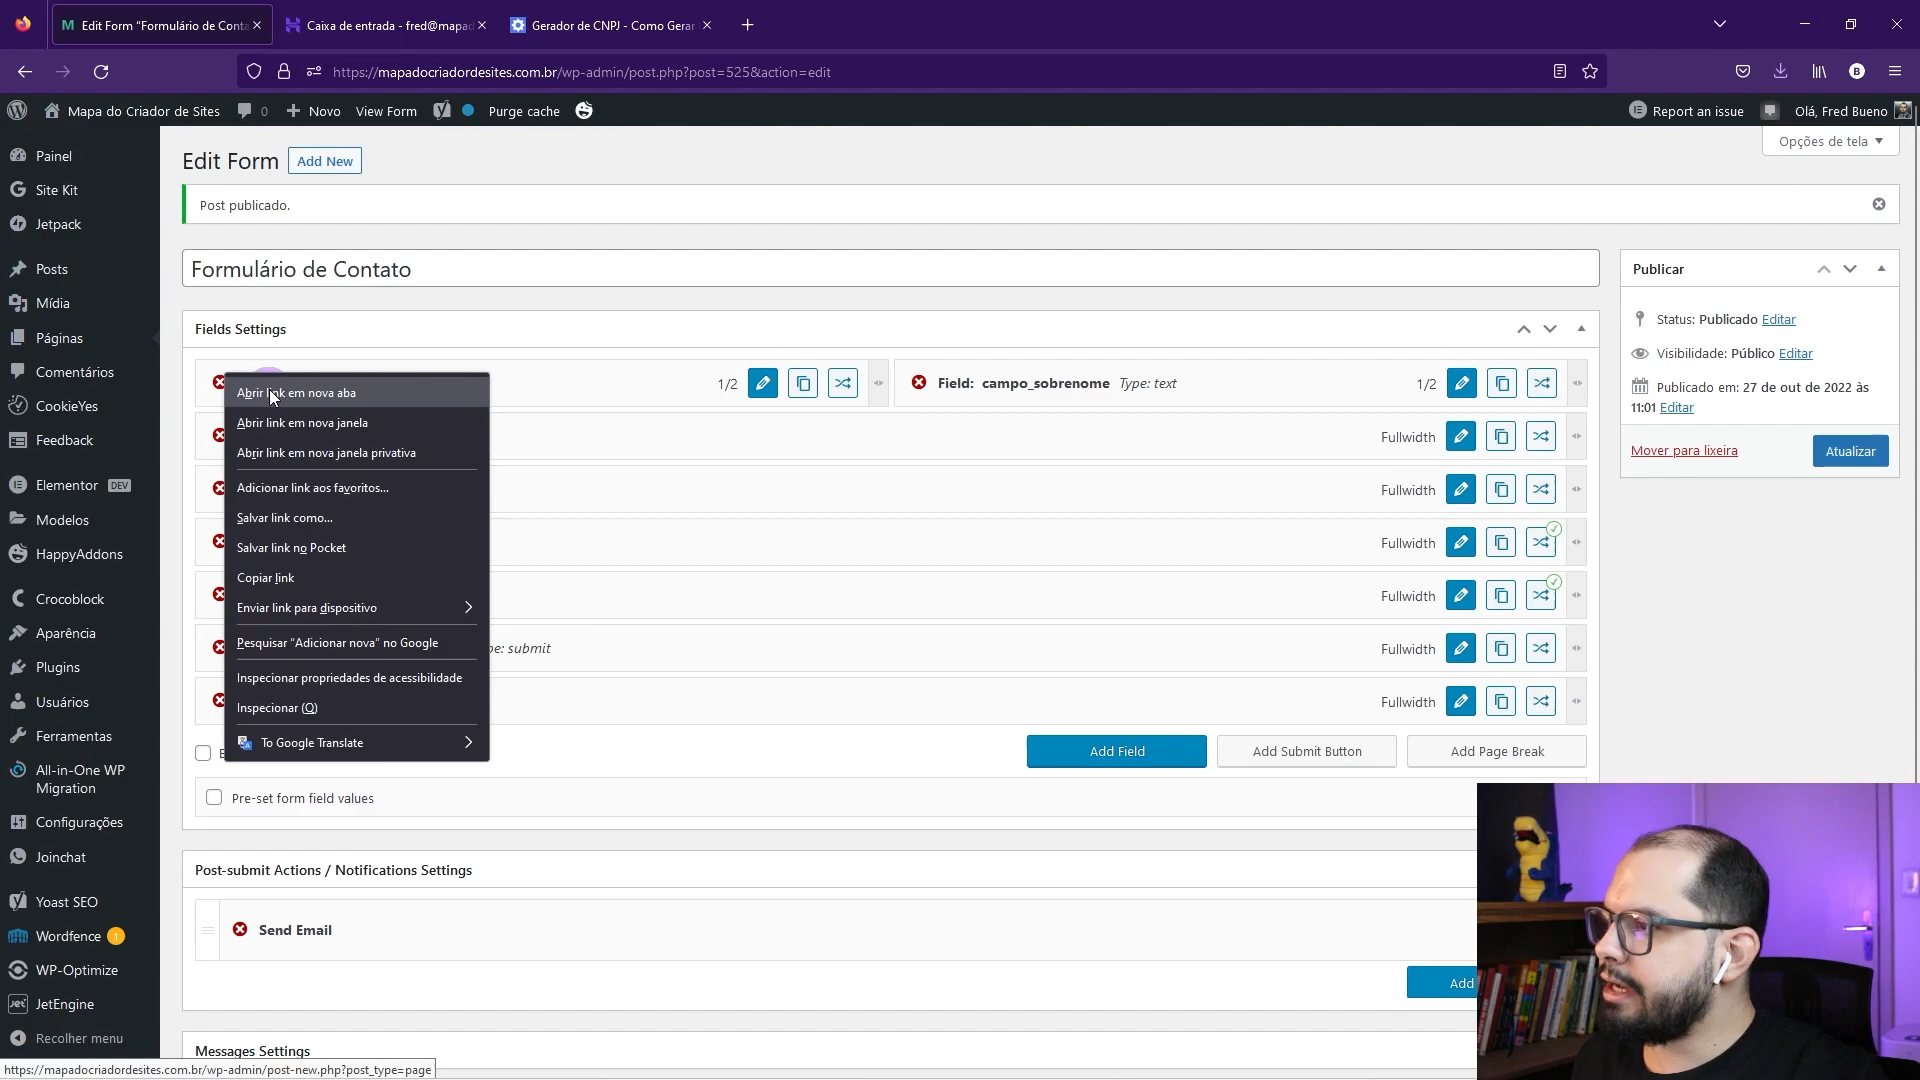 Edit Form “Formulário de Conta
Caixa de entrada - fred@mapad
Gerador de CNPJ - Como Gerar
https://mapadocriadordesites.com.br/wp-admin/post.php?post=525&action=edit
Mapa do Criador de Sites
0
Novo
View Form
Purge cache
Report an issue
Olá, Fred Bueno
Painel
Site Kit
Jetpack
Posts
Mídia
Páginas
Comentários
CookieYes
Feedback
Elementor DEV
Modelos
HappyAddons
Crocoblock
Aparência
Plugins
Usuários
Ferramentas
All-in-One WP
Migration
Configurações
Joinchat
Yoast SEO
Wordfence 1
WP-Optimize
JetEngine
Recolher menu
Edit Form
Add New
Opções de tela
Post publicado.
Formulário de Contato
Fields Settings
1/2
Field: campo_sobrenome Type: text
1/2
Fullwidth
Fullwidth
Fullwidth
Fullwidth
pe: submit
Fullwidth
Fullwidth
Abrir link em nova aba
Abrir link em nova janela
Abrir link em nova janela privativa
Adicionar link aos favoritos...
Salvar link como...
Salvar link no Pocket
Copiar link
Enviar link para dispositivo
Pesquisar “Adicionar nova” no Google
Inspecionar propriedades de acessibilidade
Inspecionar (Q)
To Google Translate
Add Field
Add Submit Button
Add Page Break
Pre-set form field values
Post-submit Actions / Notifications Settings
Send Email
Add
Messages Settings
Publicar
Status: Publicado Editar
Visibilidade: Público Editar
Publicado em: 27 de out de 2022 às
11:01 Editar
Mover para lixeira
Atualizar
https://mapadocriadordesites.com.br/wp-admin/post-new.php?post_type=page